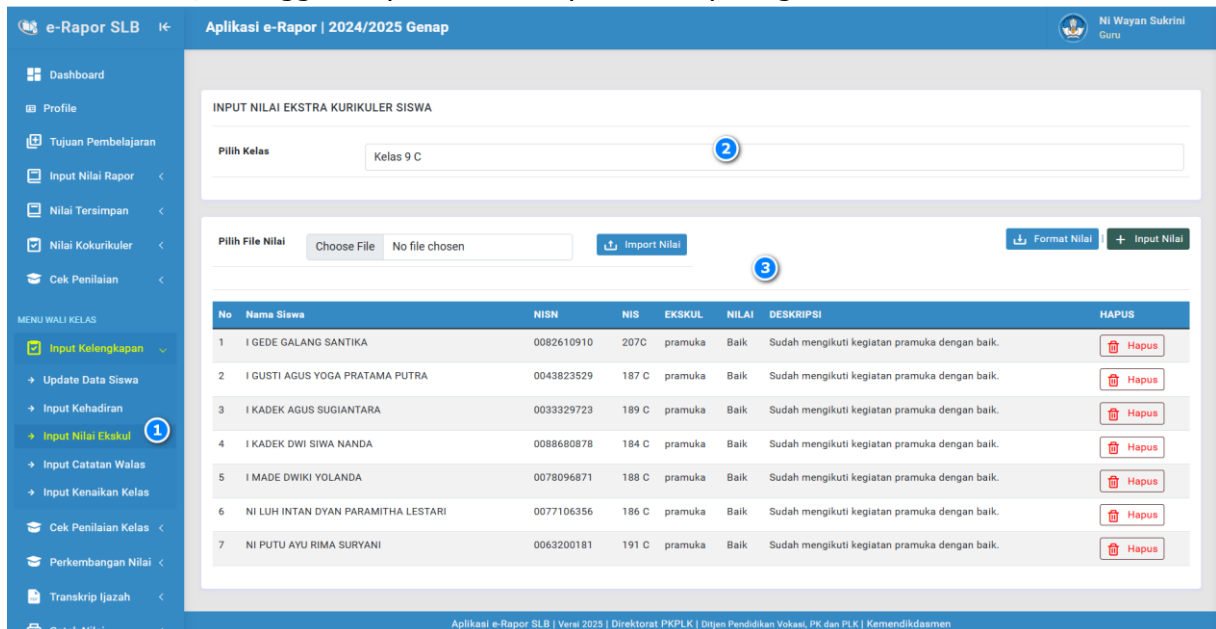 e-Rapor SLB
Aplikasi e-Rapor | 2024/2025 Genap
Ni Wayan Sukrini
Guru
Dashboard
Profile
Tujuan Pembelajaran
Input Nilai Rapor
Nilai Tersimpan
Nilai Kokurikuler
Cek Penilaian
MENU WALI KELAS
Input Kelengkapan
Update Data Siswa
Input Kehadiran
Input Nilai Ekskul 1
Input Catatan Walas
Input Kenaikan Kelas
Cek Penilaian Kelas
Perkembangan Nilai
Transkrip Ijazah
INPUT NILAI EKSTRA KURIKULER SISWA
Pilih Kelas Kelas 9 C 2
Pilih File Nilai Choose File No file chosen Import Nilai Format Nilai | + Input Nilai
3
No Nama Siswa NISN NIS EKSKUL NILAI DESKRIPSI HAPUS
1 I GEDE GALANG SANTIKA 0082610910 207C pramuka Baik Sudah mengikuti kegiatan pramuka dengan baik. Hapus
2 I GUSTI AGUS YOGA PRATAMA PUTRA 0043823529 187 C pramuka Baik Sudah mengikuti kegiatan pramuka dengan baik. Hapus
3 I KADEK AGUS SUGIANTARA 0033329723 189 C pramuka Baik Sudah mengikuti kegiatan pramuka dengan baik. Hapus
4 I KADEK DWI SIWA NANDA 0088680878 184 C pramuka Baik Sudah mengikuti kegiatan pramuka dengan baik. Hapus
5 I MADE DWIKI YOLANDA 0078096871 188 C pramuka Baik Sudah mengikuti kegiatan pramuka dengan baik. Hapus
6 NI LUH INTAN DYAN PARAMITHA LESTARI 0077106356 186 C pramuka Baik Sudah mengikuti kegiatan pramuka dengan baik. Hapus
7 NI PUTU AYU RIMA SURYANI 0063200181 191 C pramuka Baik Sudah mengikuti kegiatan pramuka dengan baik. Hapus
Aplikasi e-Rapor SLB | Versi 2025 | Direktorat PKPLK | Ditjen Pendidikan Vokasi, PK dan PLK | Kemendikdasmen